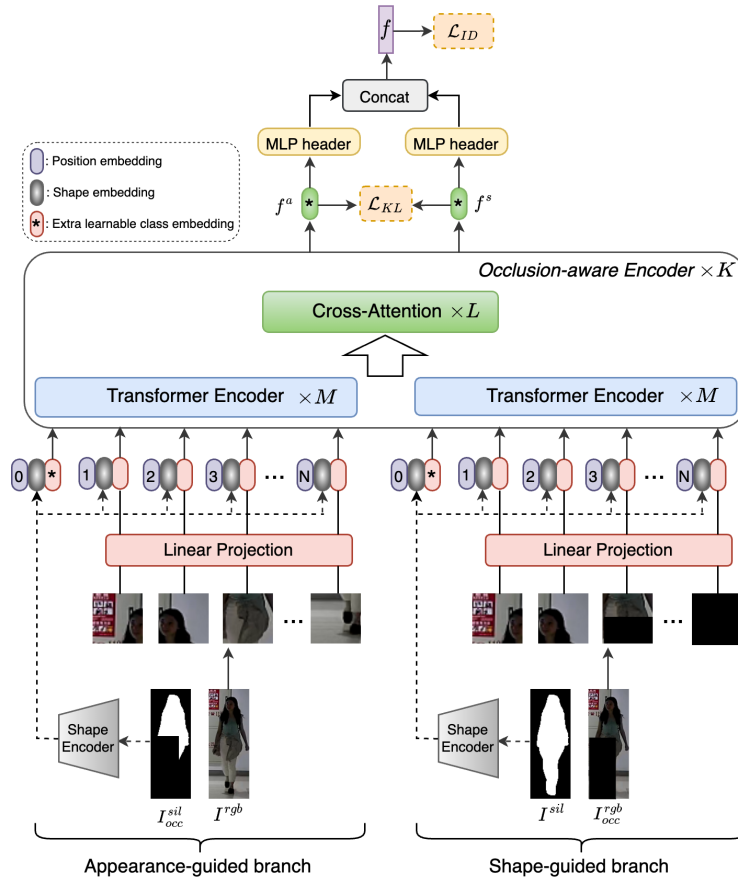 f
𝓛_ID
Concat
MLP header
MLP header
: Position embedding
: Shape embedding
* : Extra learnable class embedding
f^a
*
𝓛_KL
*
f^s
Occlusion-aware Encoder ×K
Cross-Attention ×L
Transformer Encoder ×M
Transformer Encoder ×M
0 * 1 2 3 ... N
0 * 1 2 3 ... N
Linear Projection
Linear Projection
...
...
Shape
Encoder
Shape
Encoder
I_occ^sil
I^rgb
I^sil
I_occ^rgb
Appearance-guided branch
Shape-guided branch